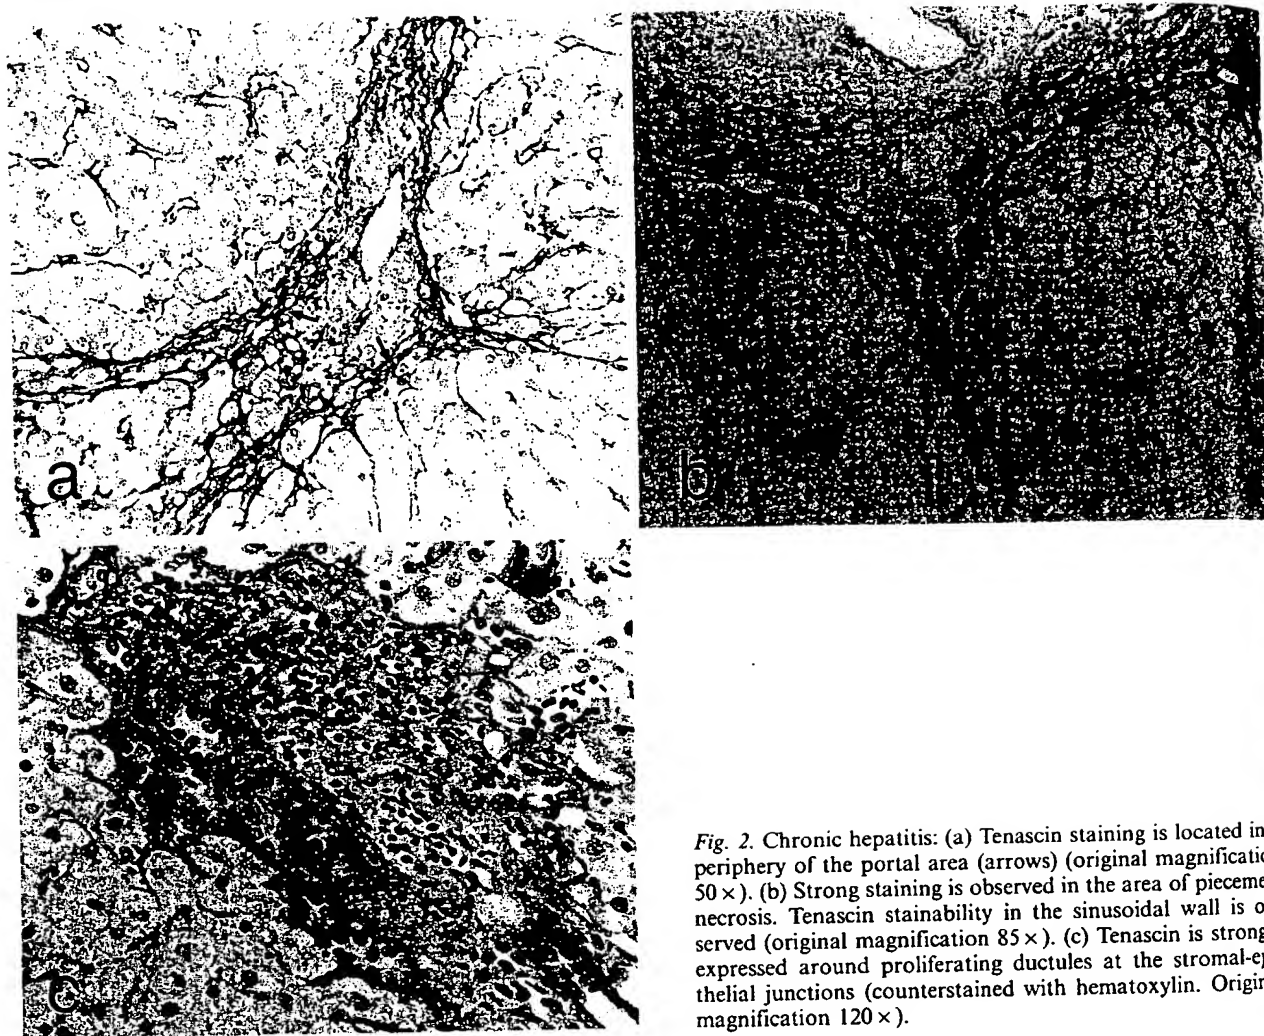 a
b
c
Fig. 2. Chronic hepatitis: (a) Tenascin staining is located in
periphery of the portal area (arrows) (original magnificatic
50 ×). (b) Strong staining is observed in the area of pieceme
necrosis. Tenascin stainability in the sinusoidal wall is o
served (original magnification 85 ×). (c) Tenascin is strong
expressed around proliferating ductules at the stromal-ep
thelial junctions (counterstained with hematoxylin. Origin
magnification 120 ×).